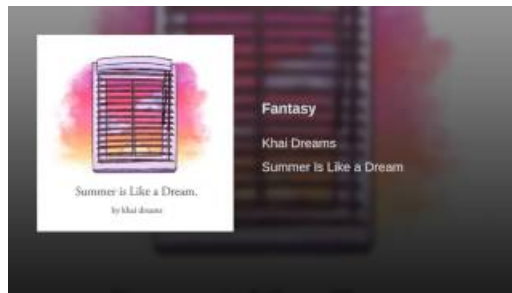 Summer is Like a Dream.
by khai dreams
Fantasy
Khai Dreams
Summer Is Like a Dream